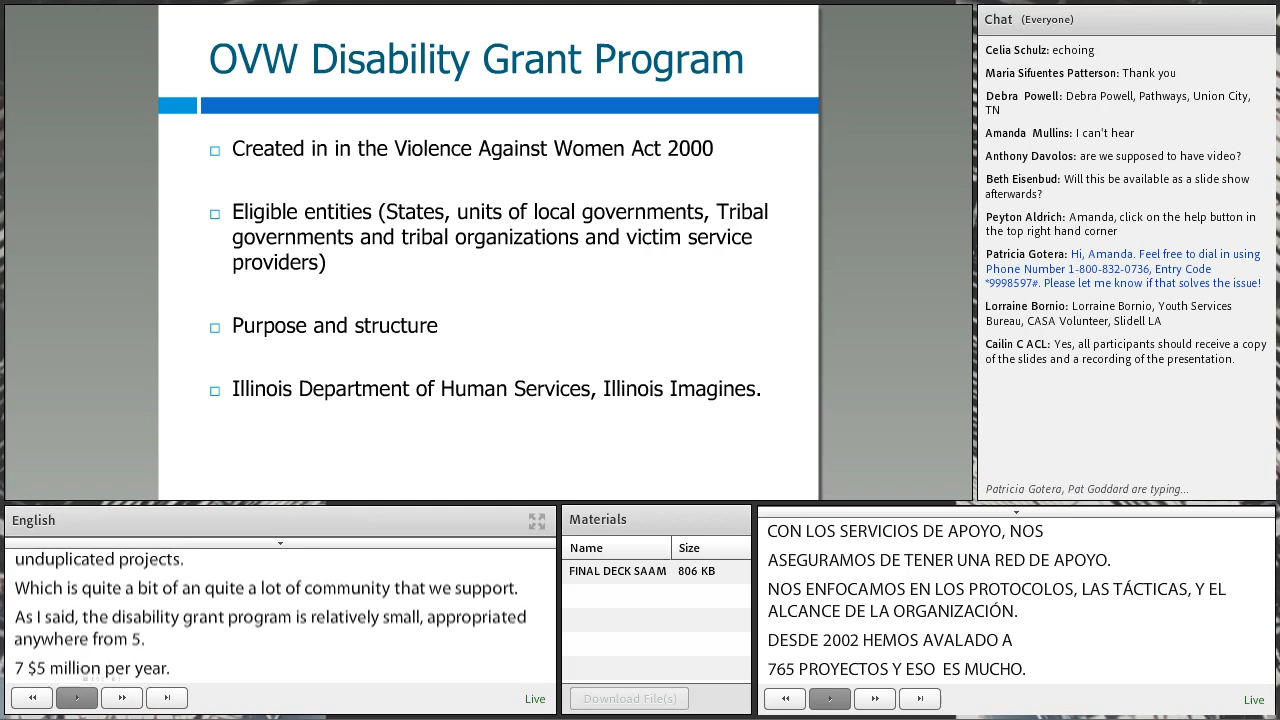 OVW Disability Grant Program
Created in in the Violence Against Women Act 2000
Eligible entities (States, units of local governments, Tribal
governments and tribal organizations and victim service
providers)
Purpose and structure
Illinois Department of Human Services, Illinois Imagines.
Chat (Everyone)
Celia Schulz: echoing
Maria Sifuentes Patterson: Thank you
Debra Powell: Debra Powell, Pathways, Union City,
TN
Amanda Mullins: I can't hear
Anthony Davolos: are we supposed to have video?
Beth Eisenbud: Will this be available as a slide show
afterwards?
Peyton Aldrich: Amanda, click on the help button in
the top right hand corner
Patricia Gotera: Hi, Amanda. Feel free to dial in using
Phone Number 1-800-832-0736, Entry Code
*9998597#. Please let me know if that solves the issue!
Lorraine Bornio: Lorraine Bornio, Youth Services
Bureau, CASA Volunteer, Slidell LA
Cailin C ACL: Yes, all participants should receive a copy
of the slides and a recording of the presentation.
Patricia Gotera, Pat Goddard are typing...
English
unduplicated projects.
Which is quite a bit of an quite a lot of community that we support.
As I said, the disability grant program is relatively small, appropriated
anywhere from 5.
7 $5 million per year.
Live
Materials
Name Size
FINAL DECK SAAM 806 KB
Download File(s)
CON LOS SERVICIOS DE APOYO, NOS
ASEGURAMOS DE TENER UNA RED DE APOYO.
NOS ENFOCAMOS EN LOS PROTOCOLOS, LAS TÁCTICAS, Y EL
ALCANCE DE LA ORGANIZACIÓN.
DESDE 2002 HEMOS AVALADO A
765 PROYECTOS Y ESO ES MUCHO.
Live